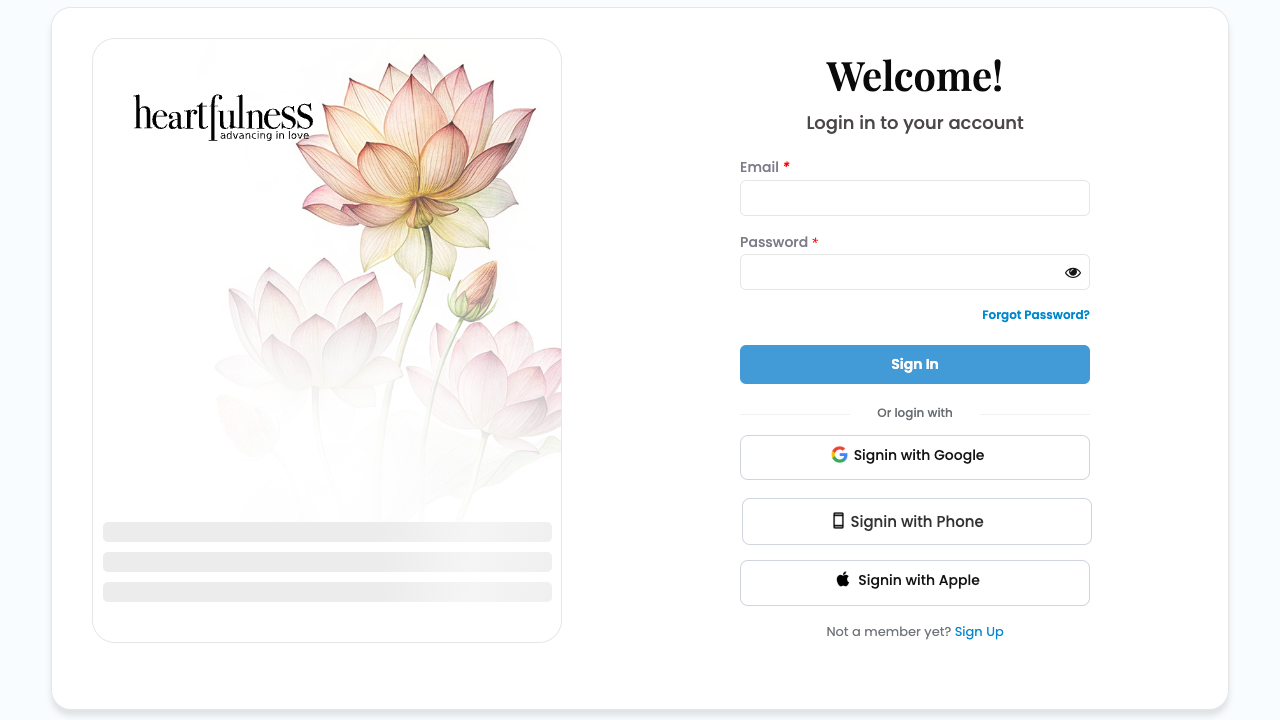 heartfulness
advancing in love
Welcome!
Login in to your account
Email *
Password *
Forgot Password?
Sign In
Or login with
Signin with Google
Signin with Phone
Signin with Apple
Not a member yet? Sign Up